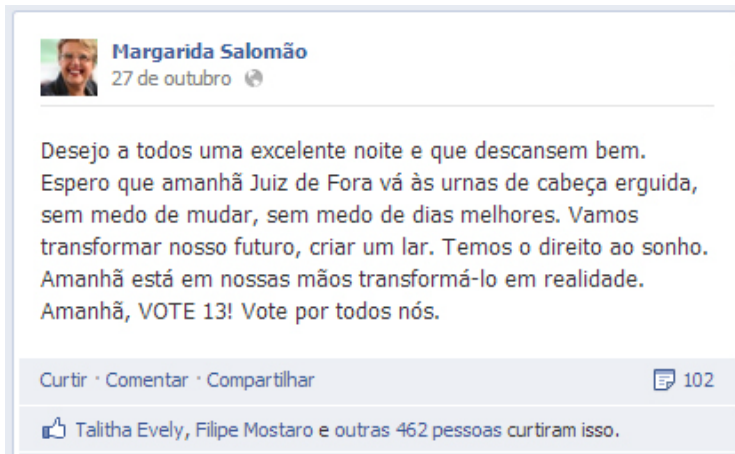 Margarida Salomão
27 de outubro
Desejo a todos uma excelente noite e que descansem bem.
Espero que amanhã Juiz de Fora vá às urnas de cabeça erguida,
sem medo de mudar, sem medo de dias melhores. Vamos
transformar nosso futuro, criar um lar. Temos o direito ao sonho.
Amanhã está em nossas mãos transformá-lo em realidade.
Amanhã, VOTE 13! Vote por todos nós.
Curtir · Comentar · Compartilhar 102
Talitha Evely, Filipe Mostaro e outras 462 pessoas curtiram isso.